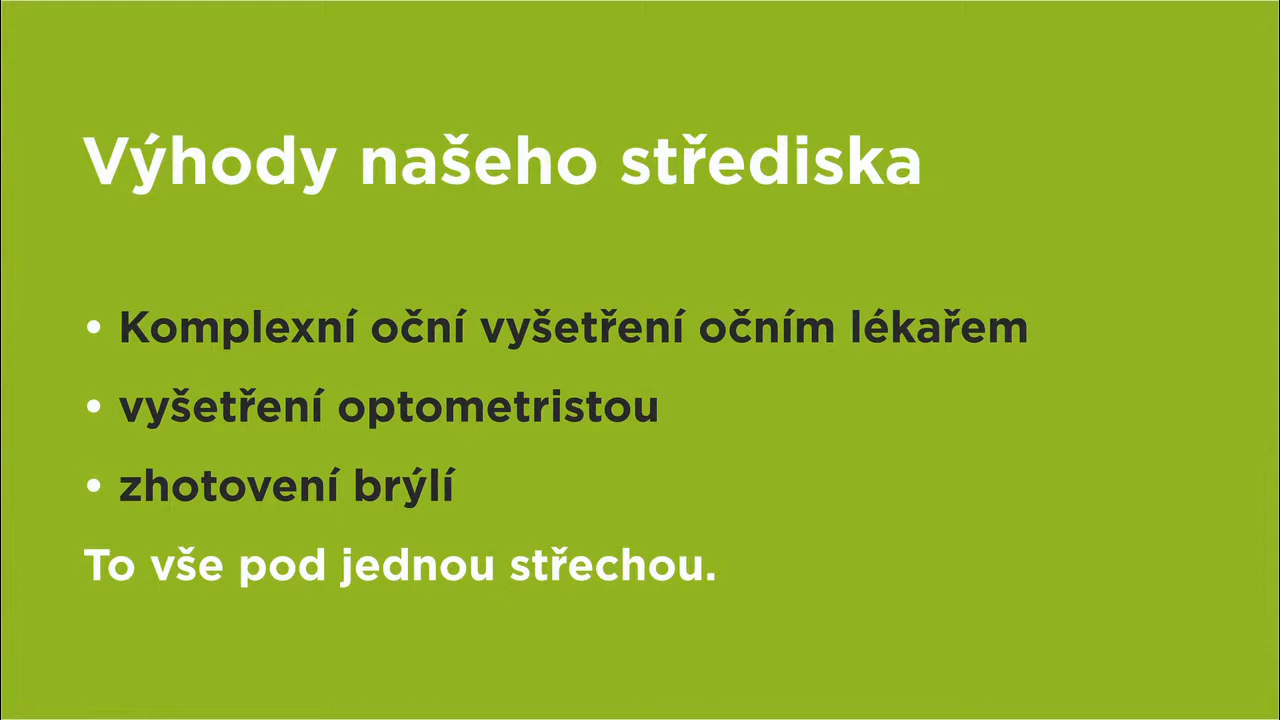 Výhody našeho střediska
• Komplexní oční vyšetření očním lékařem
• vyšetření optometristou
• zhotovení brýlí
To vše pod jednou střechou.